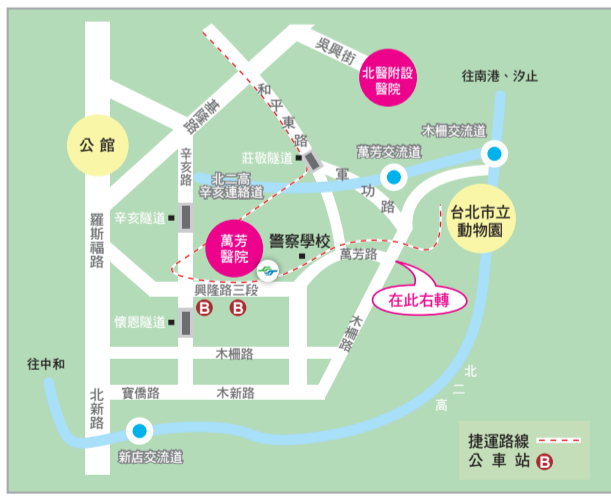 吳興街
北醫附設
醫院
往南港、汐止
和平東路
基隆路
公館
木柵交流道
萬芳交流道
莊敬隧道
辛亥路
北二高
辛亥連絡道
軍功路
羅斯福路
辛亥隧道
台北市立
動物園
萬芳
醫院
警察學校
萬芳路
興隆路三段
在此右轉
B
B
懷恩隧道
木柵路
木柵路
往中和
北新路
寶僑路
木新路
北二高
新店交流道
捷運路線
公車站 B